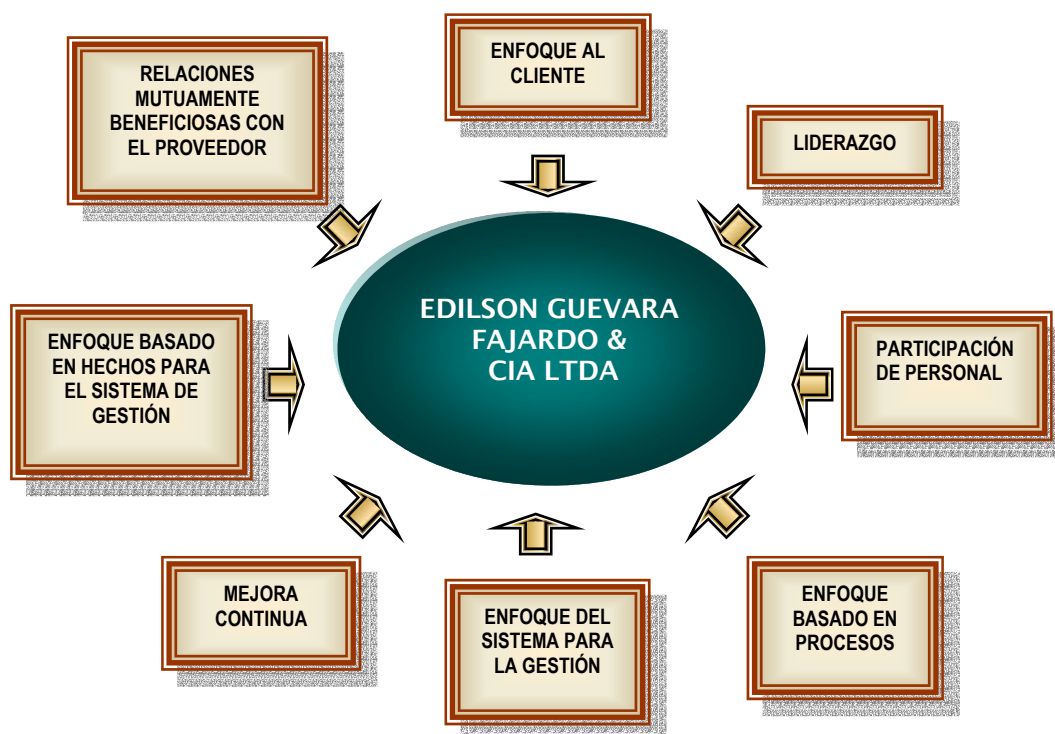 ENFOQUE AL
CLIENTE
RELACIONES
MUTUAMENTE
BENEFICIOSAS CON
EL PROVEEDOR
LIDERAZGO
EDILSON GUEVARA
FAJARDO &
CIA LTDA
ENFOQUE BASADO
EN HECHOS PARA
EL SISTEMA DE
GESTIÓN
PARTICIPACIÓN
DE PERSONAL
MEJORA
CONTINUA
ENFOQUE DEL
SISTEMA PARA
LA GESTIÓN
ENFOQUE
BASADO EN
PROCESOS